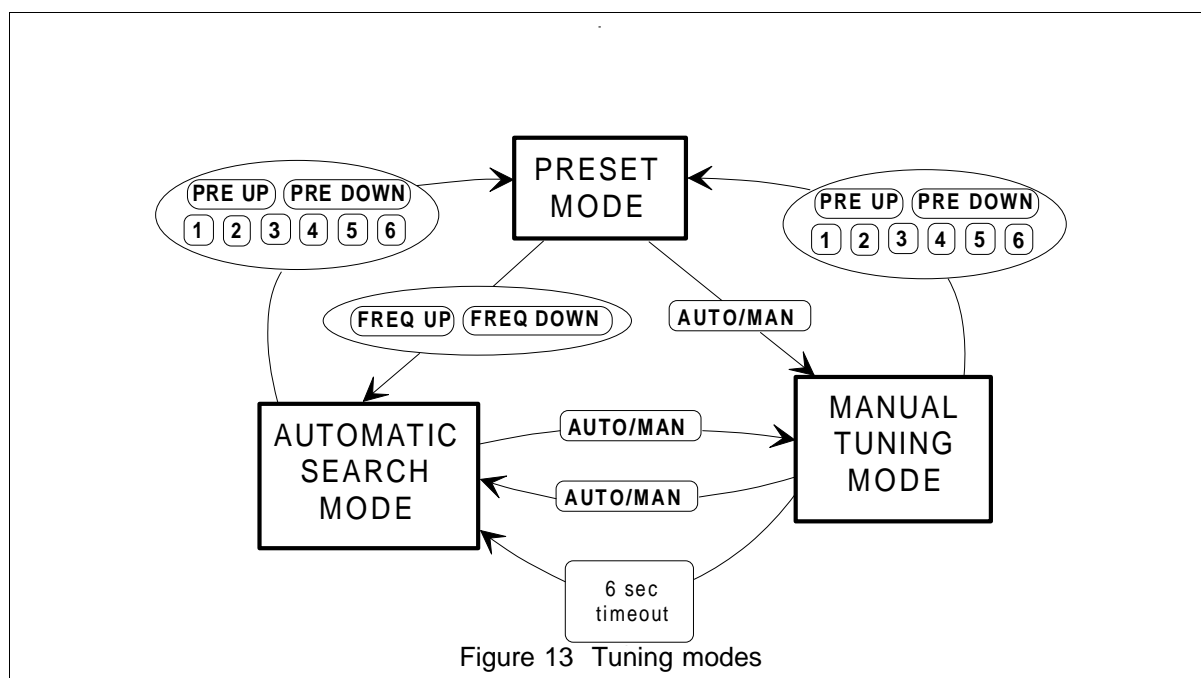 PRESET
MODE
PRE UP PRE DOWN
1 2 3 4 5 6
PRE UP PRE DOWN
1 2 3 4 5 6
FREQ UP FREQ DOWN
AUTO/MAN
AUTOMATIC
SEARCH
MODE
AUTO/MAN
AUTO/MAN
MANUAL
TUNING
MODE
6 sec
timeout
Figure 13 Tuning modes